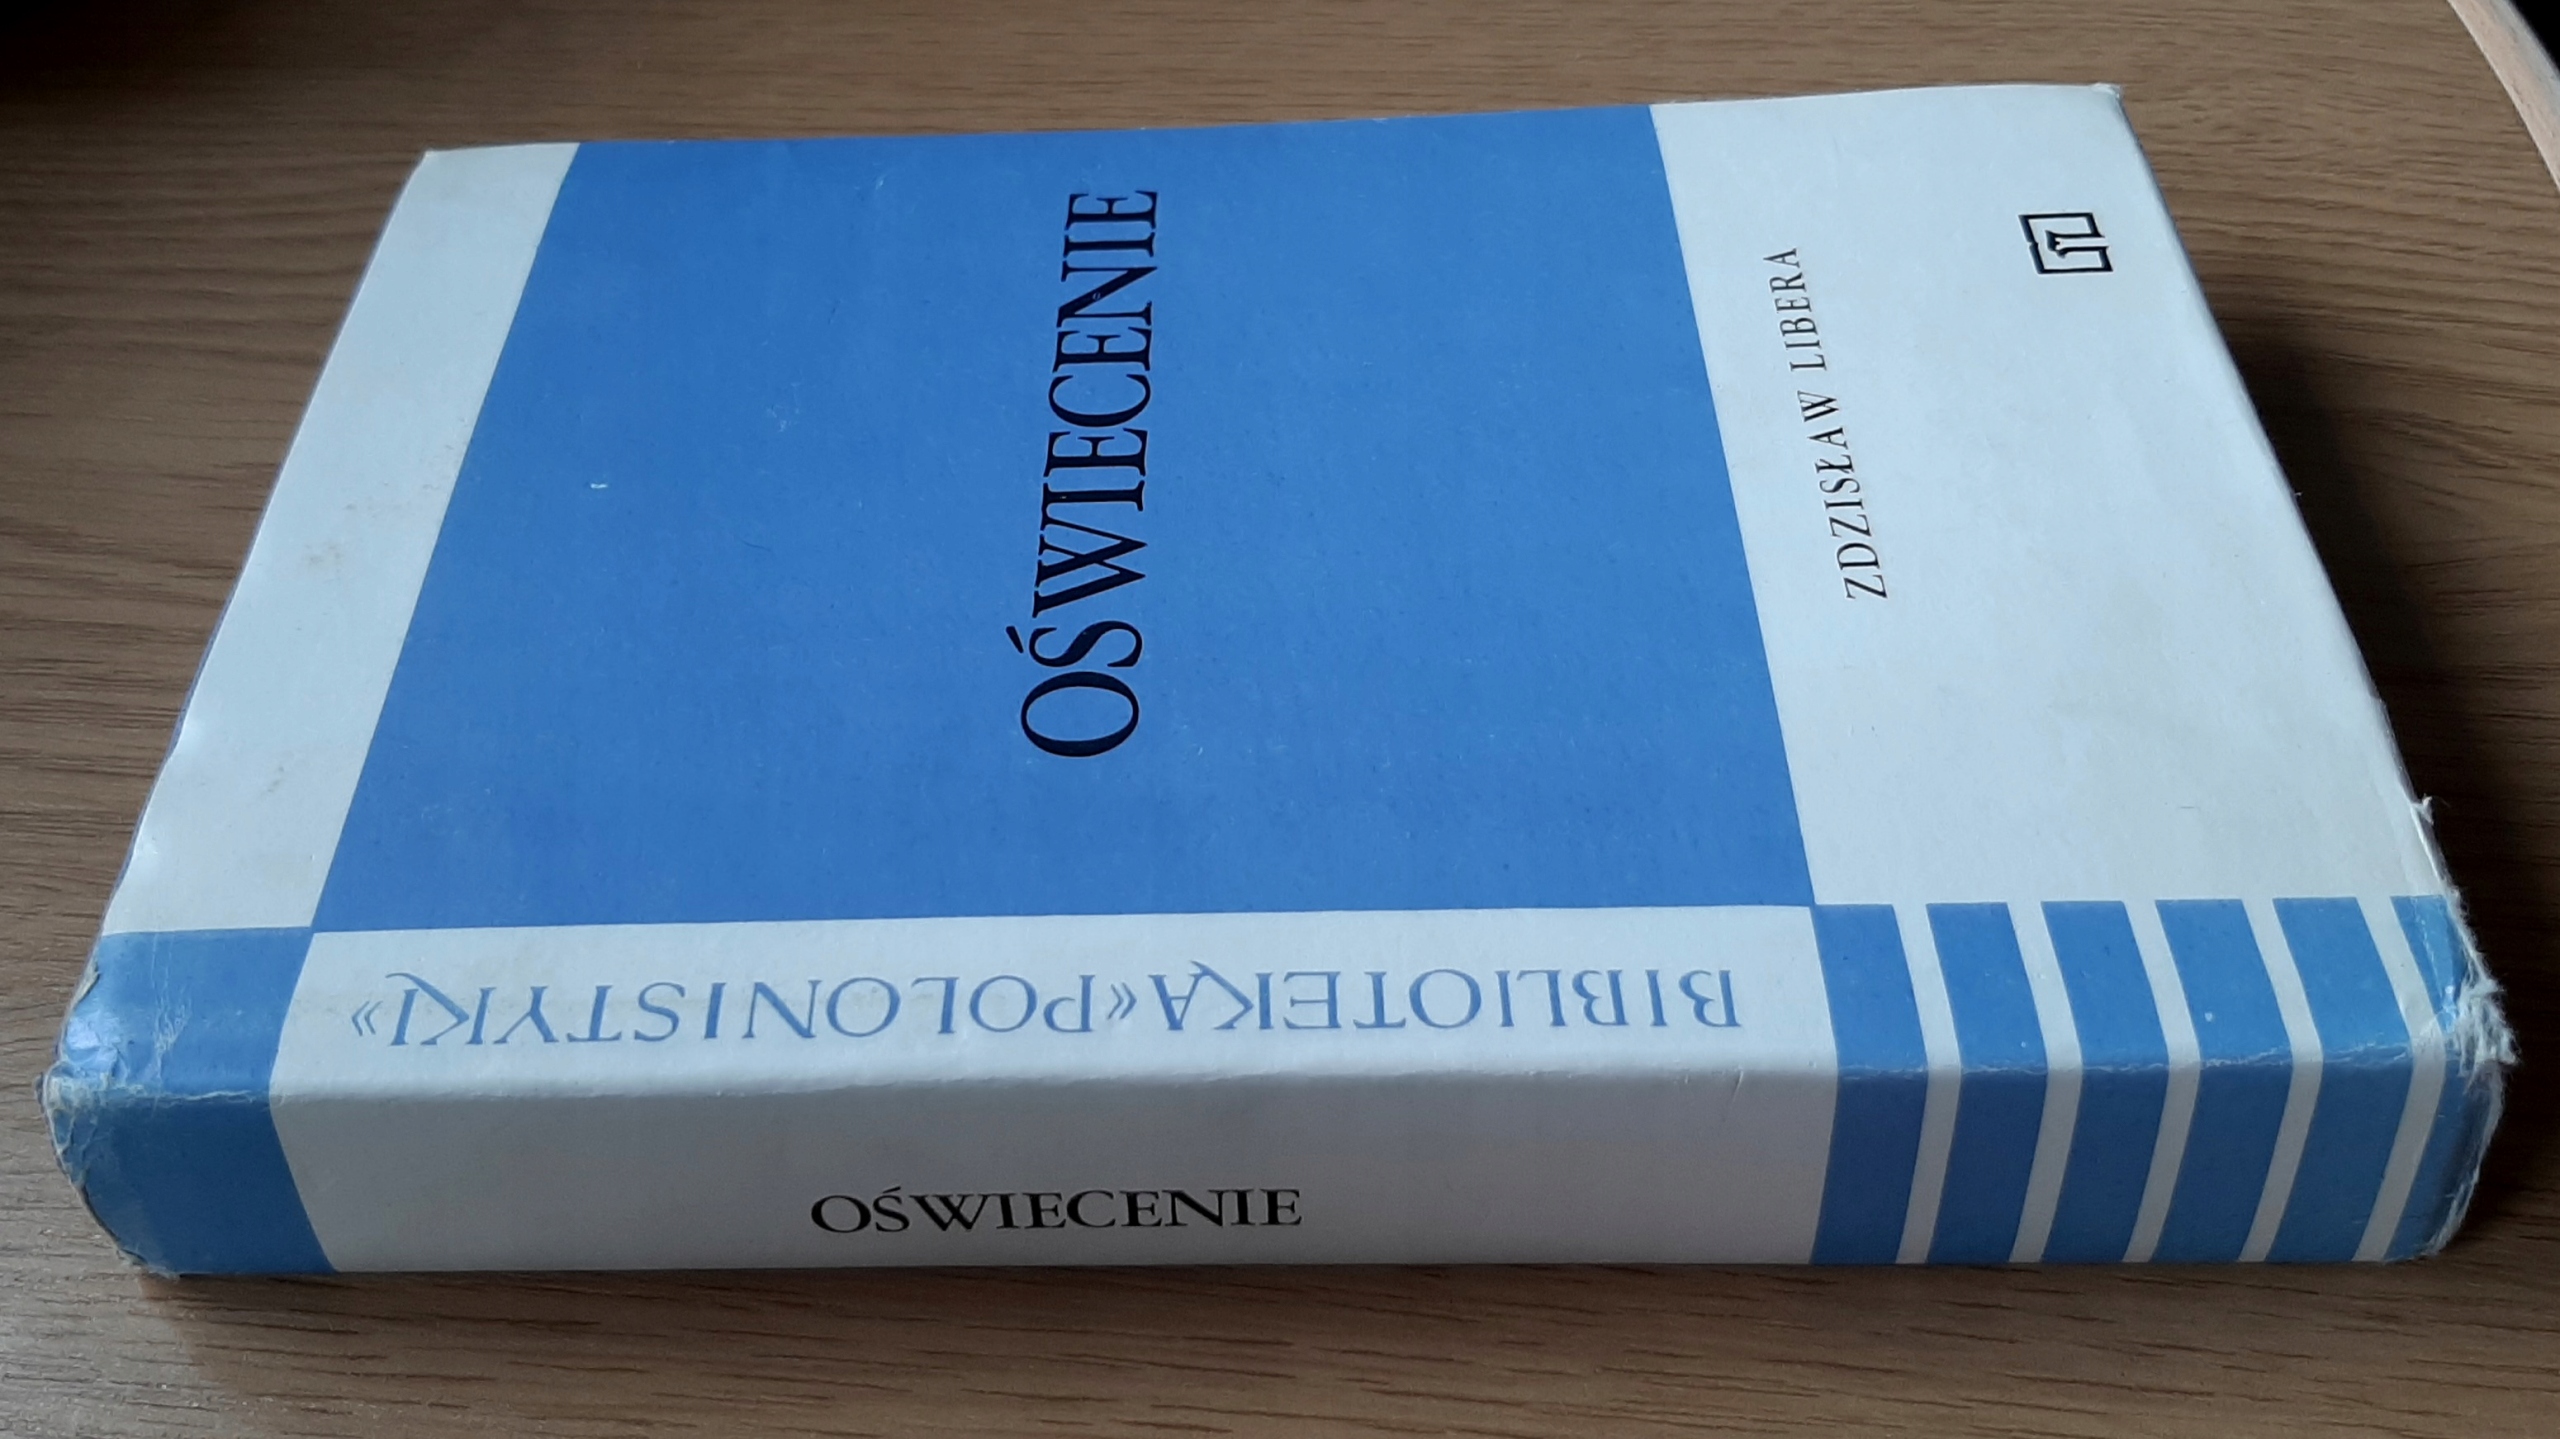 OŚWIECENIE
ZDZISŁAW LIBERA
BIBLIOTEKA «POLONISTYKI»
OŚWIECENIE